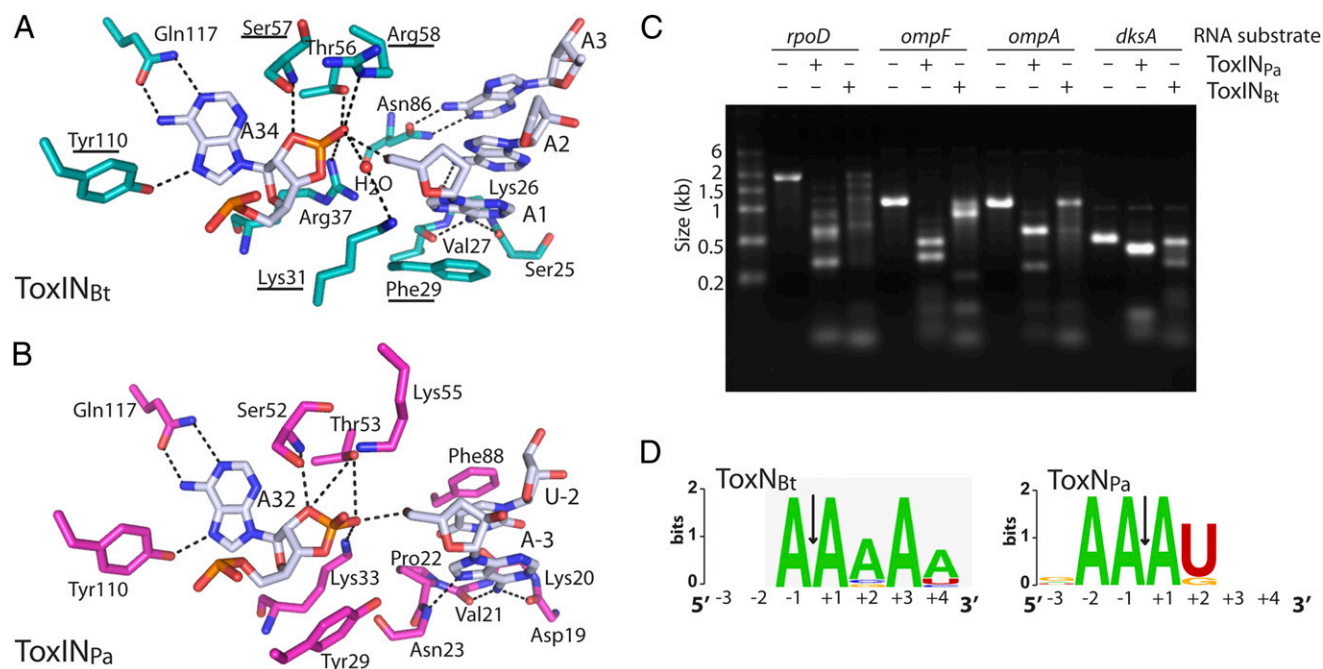 A
Gln117
Ser57
Thr56
Arg58
A3
Asn86
A34
A2
Tyr110
H2O
Lys26
Arg37
A1
Val27
Lys31
Phe29
Ser25
ToxINBt
B
Gln117
Ser52
Thr53
Lys55
Phe88
A32
U-2
A-3
Pro22
Lys33
Lys20
Tyr110
Val21
Asn23
Asp19
Tyr29
ToxINPa
C
rpoD ompF ompA dksA RNA substrate
– + – – + – – + – – + – ToxINPa
– – + – – + – – + – – + ToxINBt
Size (kb)
6
2
1.5
1
0.5
0.2
D
ToxNBt
bits
2
1
0
A A A A A
5' -3 -2 -1 +1 +2 +3 +4 3'
ToxNPa
bits
2
1
0
A A A U
G
5' -3 -2 -1 +1 +2 +3 +4 3'